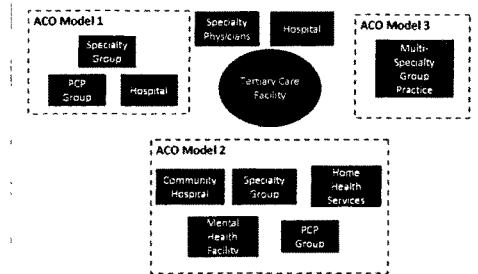 ACO Model 1
Specialty
Group
PCP
Group
Hospital
Specialty
Physicians
Hospital
Tertiary Care
Facility
ACO Model 3
Multi-
Specialty
Group
Practice
ACO Model 2
Community
Hospital
Specialty
Group
Home
Health
Services
Mental
Health
Facility
PCP
Group